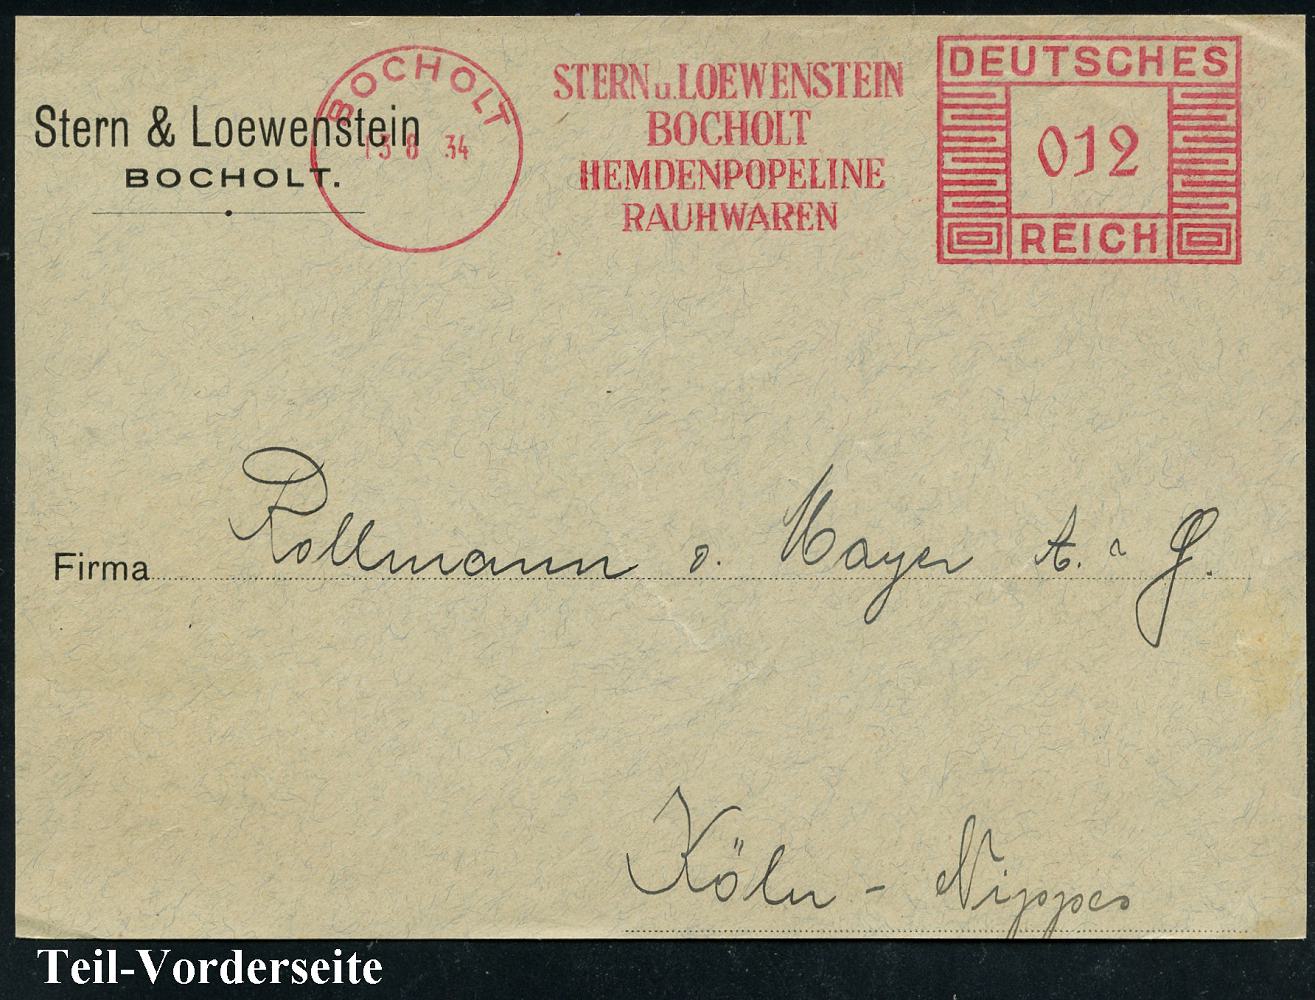 Stern & Loewenstein
BOCHOLT.
BOCHOLT
13 8 34
STERN u. LOEWENSTEIN
BOCHOLT
HEMDENPOPELINE
RAUHWAREN
DEUTSCHES
012
REICH
Firma Rollmann & Mayer A. G.
Köln - Nippes
Teil-Vorderseite